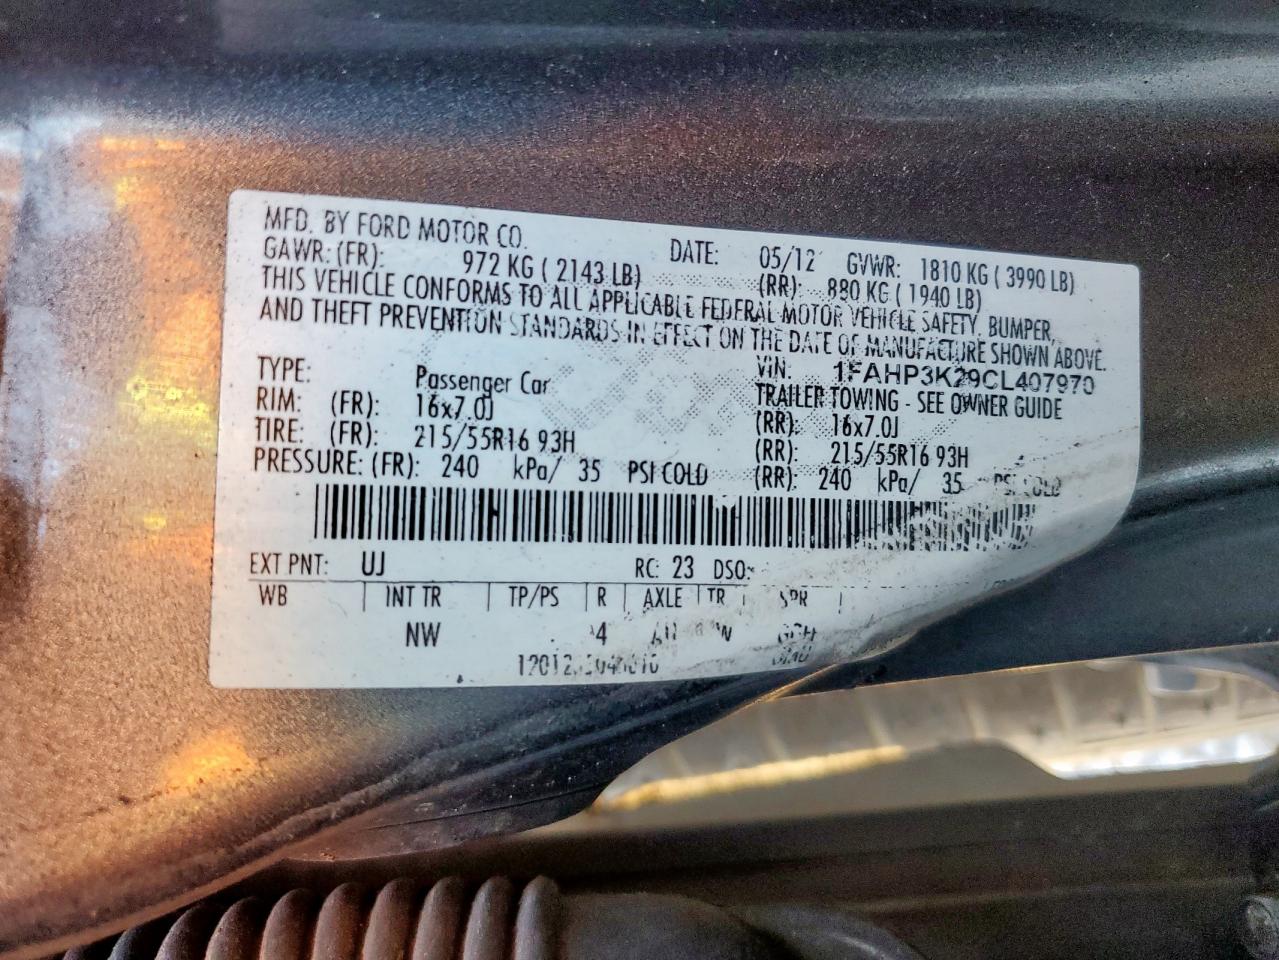 MFD. BY FORD MOTOR CO. DATE: 05/12 GVWR: 1810 KG ( 3990 LB)
GAWR: (FR): 972 KG ( 2143 LB) (RR): 880 KG ( 1940 LB)
THIS VEHICLE CONFORMS TO ALL APPLICABLE FEDERAL MOTOR VEHICLE SAFETY, BUMPER,
AND THEFT PREVENTION STANDARDS IN EFFECT ON THE DATE OF MANUFACTURE SHOWN ABOVE.
VIN: 1FAHP3K29CL407970
TYPE: Passenger Car TRAILER TOWING - SEE OWNER GUIDE
RIM: (FR): 16x7.0J (RR): 16x7.0J
TIRE: (FR): 215/55R16 93H (RR): 215/55R16 93H
PRESSURE: (FR): 240 kPa/ 35 PSI COLD (RR): 240 kPa/ 35 PSI COLD
EXT PNT: UJ RC: 23 DSO:
WB INT TR TP/PS R AXLE TR SPR
NW 4